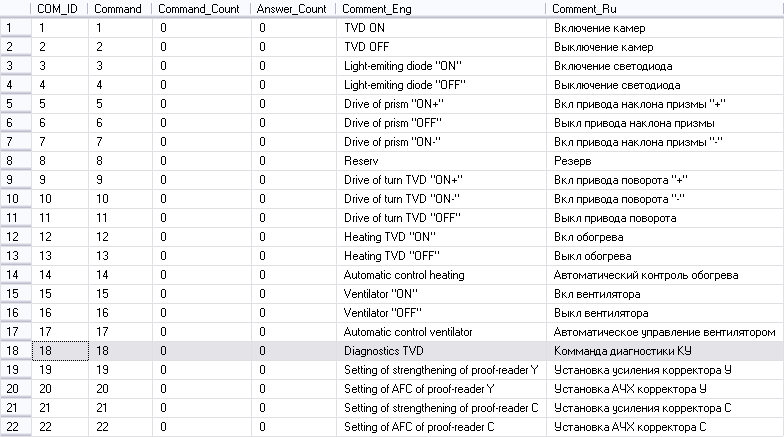 COM_ID Command Command_Count Answer_Count Comment_Eng Comment_Ru
1 1 1 0 0 TVD ON Включение камер
2 2 2 0 0 TVD OFF Выключение камер
3 3 3 0 0 Light-emiting diode "ON" Включение светодиода
4 4 4 0 0 Light-emiting diode "OFF" Выключение светодиода
5 5 5 0 0 Drive of prism "ON+" Вкл привода наклона призмы "+"
6 6 6 0 0 Drive of prism "OFF" Выкл привода наклона призмы
7 7 7 0 0 Drive of prism "ON-" Вкл привода наклона призмы "-"
8 8 8 0 0 Reserv Резерв
9 9 9 0 0 Drive of turn TVD "ON+" Вкл привода поворота "+"
10 10 10 0 0 Drive of turn TVD "ON-" Вкл привода поворота "-"
11 11 11 0 0 Drive of turn TVD "OFF" Выкл привода поворота
12 12 12 0 0 Heating TVD "ON" Вкл обогрева
13 13 13 0 0 Heating TVD "OFF" Выкл обогрева
14 14 14 0 0 Automatic control heating Автоматический контроль обогрева
15 15 15 0 0 Ventilator "ON" Вкл вентилятора
16 16 16 0 0 Ventilator "OFF" Выкл вентилятора
17 17 17 0 0 Automatic control ventilator Автоматическое управление вентилятором
18 18 18 0 0 Diagnostics TVD Комманда диагностики КУ
19 19 19 0 0 Setting of strengthening of proof-reader Y Установка усиления корректора У
20 20 20 0 0 Setting of AFC of proof-reader Y Установка АЧХ корректора У
21 21 21 0 0 Setting of strengthening of proof-reader C Установка усиления корректора С
22 22 22 0 0 Setting of AFC of proof-reader C Установка АЧХ корректора С